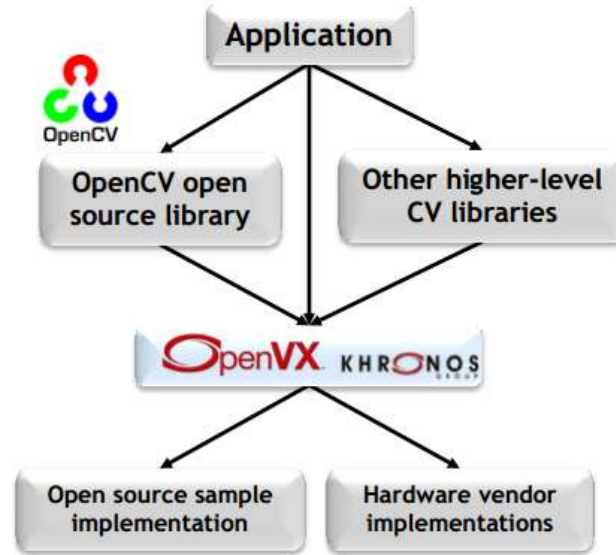 Application
OpenCV
OpenCV open
source library
Other higher-level
CV libraries
OpenVX™ KHRONOS
GROUP
Open source sample
implementation
Hardware vendor
implementations